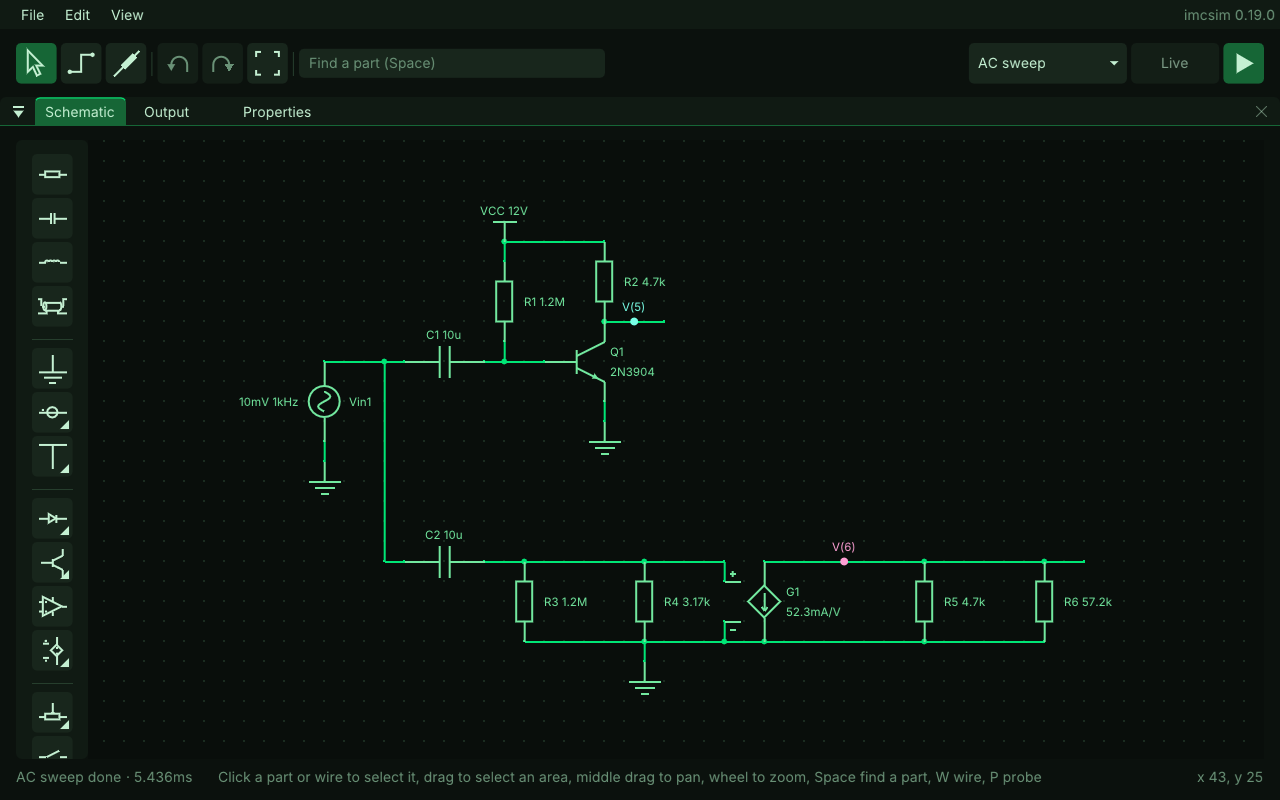 File Edit View imcsim 0.19.0
Find a part (Space) AC sweep Live
Schematic Output Properties
VCC 12V
R2 4.7k
R1 1.2M
V(5)
C1 10u
Q1
2N3904
10mV 1kHz Vin1
C2 10u
V(6)
+
G1
R3 1.2M R4 3.17k R5 4.7k R6 57.2k
52.3mA/V
-
AC sweep done · 5.436ms Click a part or wire to select it, drag to select an area, middle drag to pan, wheel to zoom, Space find a part, W wire, P probe x 43, y 25